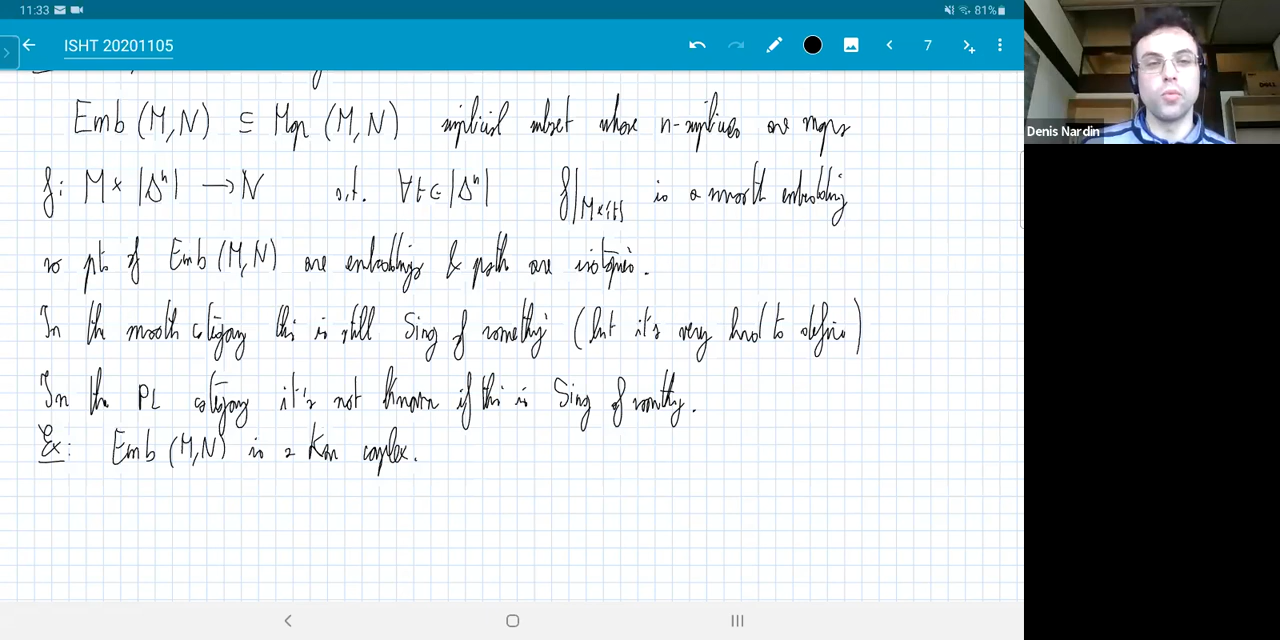 11:33
81%
ISHT 20201105
7
Emb (M,N) ⊆ Map (M,N) simplicial subset whose n-simplices are maps
f: M × |Δⁿ| → N s.t. ∀t∈|Δⁿ| f|_{M×{t}} is a smooth embedding
so pts of Emb (M,N) are embeddings & paths are isotopies.
In the smooth category this is still Sing of something (but it's very hard to define)
In the PL category it's not known if this is Sing of something.
Ex: Emb (M,N) is a Kan complex.
Denis Nardin